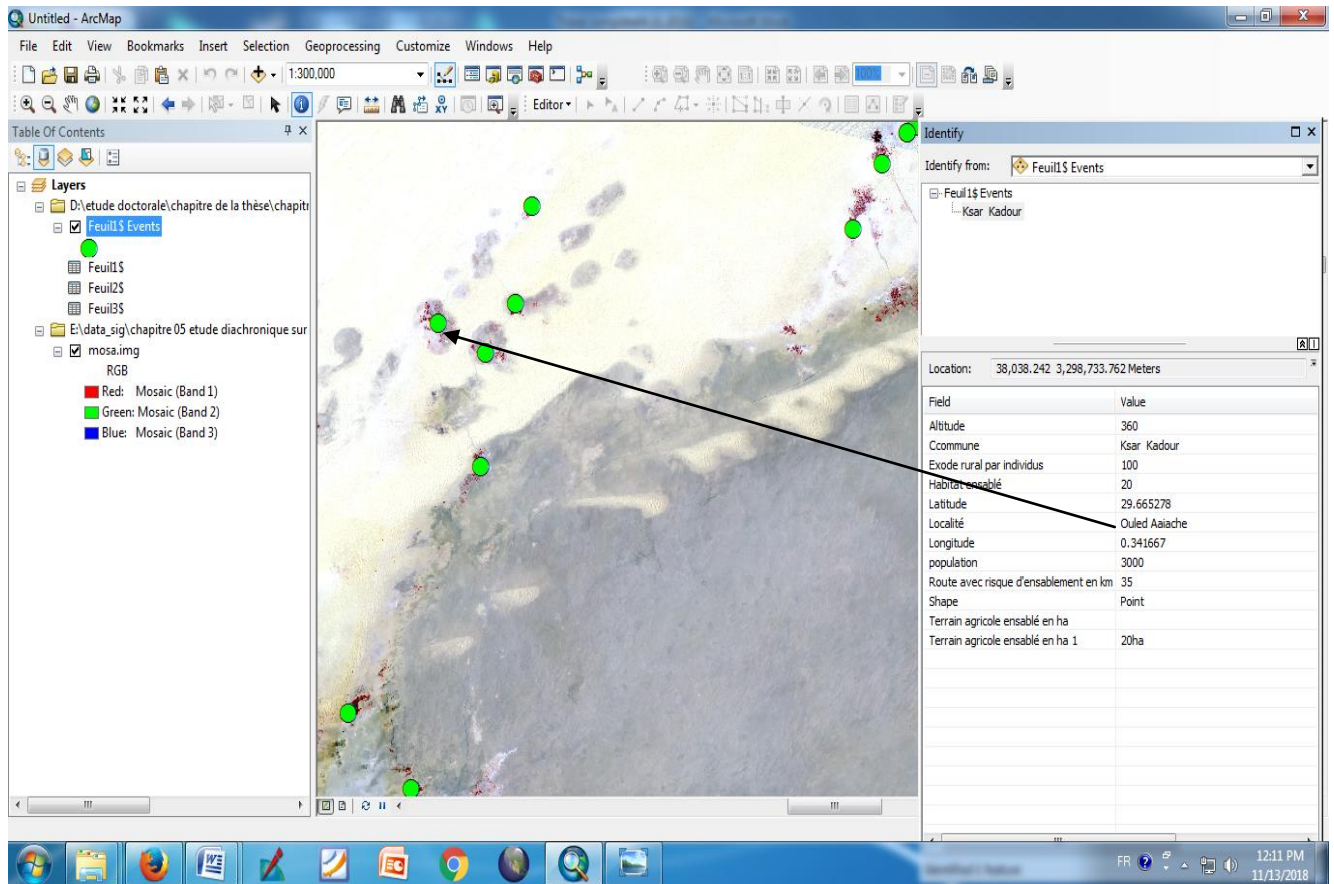 Untitled - ArcMap
File Edit View Bookmarks Insert Selection Geoprocessing Customize Windows Help
1:300,000
100%
Editor
Table Of Contents
Layers
D:\etude doctorale\chapitre de la thèse\chapitr
Feuil1$ Events
Feuil1$
Feuil2$
Feuil3$
E:\data_sig\chapitre 05 etude diachronique sur
mosa.img
RGB
Red: Mosaic (Band 1)
Green: Mosaic (Band 2)
Blue: Mosaic (Band 3)
Identify
Identify from: Feuil1$ Events
Feuil1$ Events
Ksar Kadour
Location: 38,038.242 3,298,733.762 Meters
Field Value
Altitude 360
Ccommune Ksar Kadour
Exode rural par individus 100
Habitat ensablé 20
Latitude 29.665278
Localité Ouled Aaiache
Longitude 0.341667
population 3000
Route avec risque d'ensablement en km 35
Shape Point
Terrain agricole ensablé en ha
Terrain agricole ensablé en ha 1 20ha
FR
12:11 PM
11/13/2018